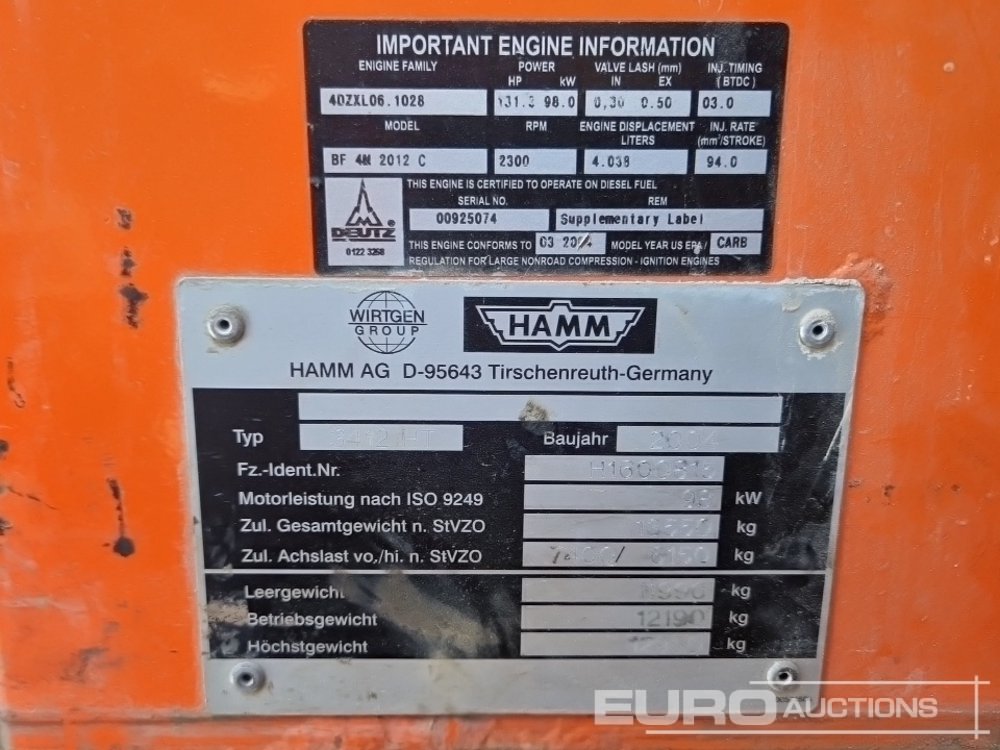 IMPORTANT ENGINE INFORMATION
ENIGINE FAMILY POWER VALVE LASH (mm) INJ. TIMING
HP kW IN EX (BTDC)
4DZXL06.1028 131.3 98.0 0,30 0.50 03.0
MODEL RPM ENGINE DISPLACEMENT INJ. RATE
LITERS (mm³/STROKE)
BF 4M 2012 C 2300 4.038 94.0
THIS ENGINE IS CERTIFIED TO OPERATE ON DIESEL FUEL
SERIAL NO. REM
00925074 Supplementary Label
DEUTZ
0122 3268
THIS ENGINE CONFORMS TO 03 2004 MODEL YEAR US EPA / CARB
REGULATION FOR LARGE NONROAD COMPRESSION - IGNITION ENGINES
WIRTGEN
GROUP
HAMM
HAMM AG D-95643 Tirschenreuth-Germany
Typ Baujahr 2004
Fz.-Ident.Nr.
Motorleistung nach ISO 9249 98 kW
Zul. Gesamtgewicht n. StVZO kg
Zul. Achslast vo./hi. n. StVZO / kg
Leergewicht kg
Betriebsgewicht 12190 kg
Höchstgewicht kg
EURO AUCTIONS